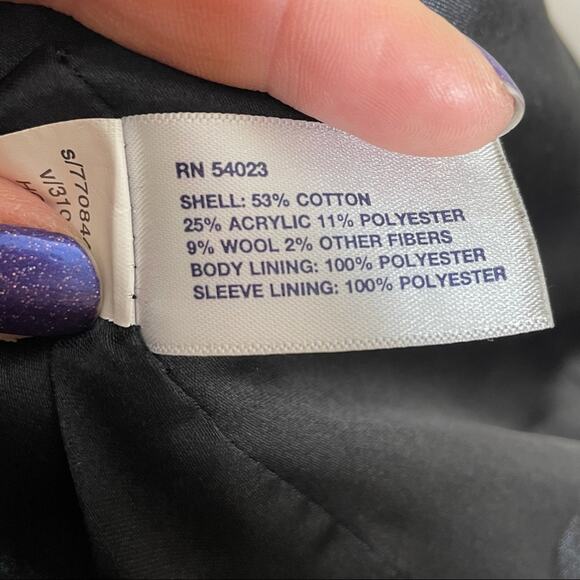 RN 54023
SHELL: 53% COTTON
25% ACRYLIC 11% POLYESTER
9% WOOL 2% OTHER FIBERS
BODY LINING: 100% POLYESTER
SLEEVE LINING: 100% POLYESTER